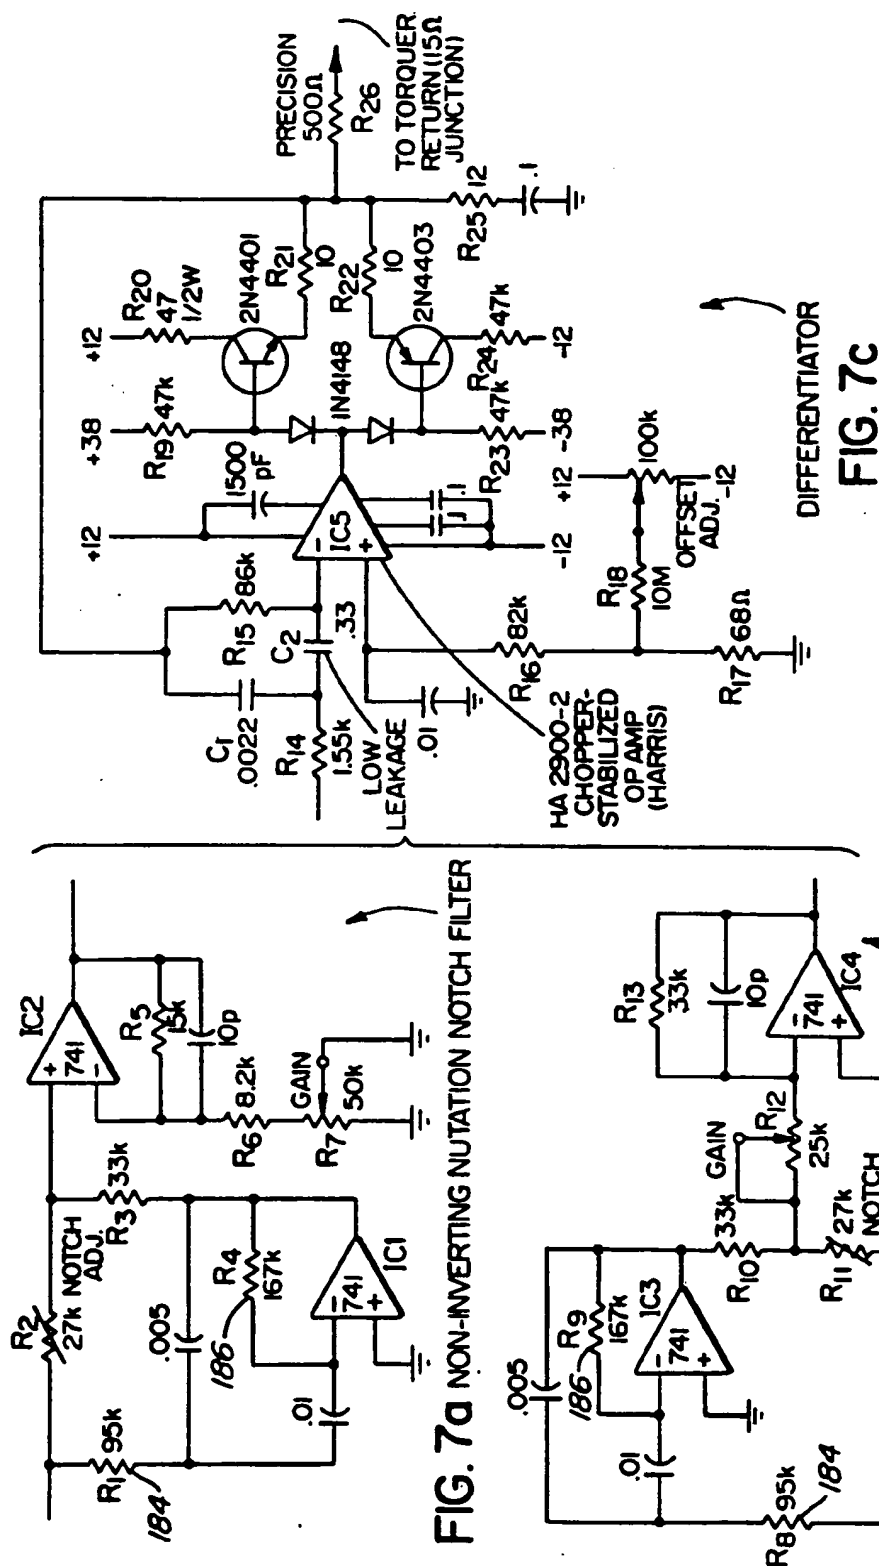 R2
27k NOTCH
ADJ.
R1
95k
184
.005
R3
33k
186
R4
167k
.01
-
741
+
IC1
IC2
+
741
-
R5
15k
10p
R6
8.2k
GAIN
R7
50k
FIG. 7a NON-INVERTING NUTATION NOTCH FILTER
.005
186
R9
167k
IC3
.01
-
741
+
R8
95k
184
R10
33k
R11
27k
NOTCH
GAIN
R12
25k
R13
33k
10p
-
741
+
IC4
C1
.0022
R14
1.55k
LOW
LEAKAGE
R15
86k
C2
.33
.01
HA 2900-2
CHOPPER-
STABILIZED
OP AMP
(HARRIS)
+12
1500
pF
-
IC5
+
.1
-12
R16
82k
R17
68Ω
R18
10M
OFFSET
ADJ.
+12
100k
-12
+38
R19
47k
1N4148
R23
47k
-38
+12
R20
47
1/2W
2N4401
R21
10
R22
10
2N4403
R24
47k
-12
R25
12
.1
PRECISION
500Ω
R26
TO TORQUER
RETURN (15Ω
JUNCTION)
DIFFERENTIATOR
FIG. 7c